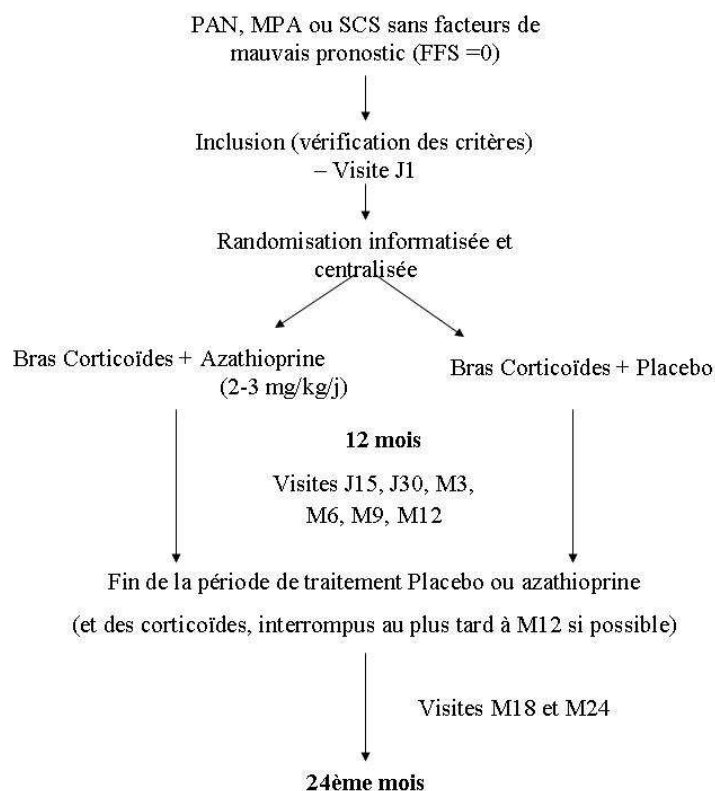 PAN, MPA ou SCS sans facteurs de
mauvais pronostic (FFS =0)
Inclusion (vérification des critères)
– Visite J1
Randomisation informatisée et
centralisée
Bras Corticoïdes + Azathioprine
(2-3 mg/kg/j)
Bras Corticoïdes + Placebo
12 mois
Visites J15, J30, M3,
M6, M9, M12
Fin de la période de traitement Placebo ou azathioprine
(et des corticoïdes, interrompus au plus tard à M12 si possible)
Visites M18 et M24
24ème mois